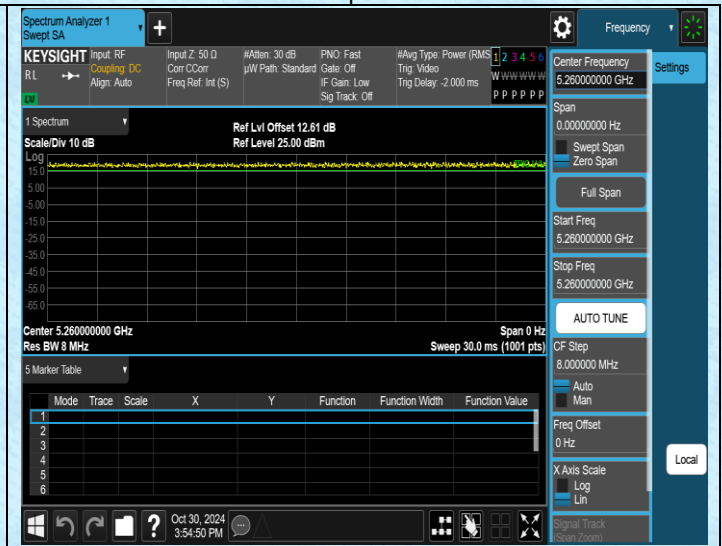 Spectrum Analyzer 1
Swept SA
+
Frequency
KEYSIGHT
RL
Input: RF
Coupling: DC
Align: Auto
Input Z: 50 Ω
Corr CCorr
Freq Ref: Int (S)
#Atten: 30 dB
µW Path: Standard
PNO: Fast
Gate: Off
IF Gain: Low
Sig Track: Off
#Avg Type: Power (RMS
Trig: Video
Trig Delay: -2.000 ms
1 2 3 4 5 6
W W W W W W
P P P P P P
1 Spectrum
Scale/Div 10 dB
Ref Lvl Offset 12.61 dB
Ref Level 25.00 dBm
Log
15.0
5.00
-5.00
-15.0
-25.0
-35.0
-45.0
-55.0
-65.0
Center 5.260000000 GHz
Res BW 8 MHz
Span 0 Hz
Sweep 30.0 ms (1001 pts)
5 Marker Table
Mode Trace Scale X Y Function Function Width Function Value
1
2
3
4
5
6
Center Frequency
5.260000000 GHz
Span
0.00000000 Hz
Swept Span
Zero Span
Full Span
Start Freq
5.260000000 GHz
Stop Freq
5.260000000 GHz
AUTO TUNE
CF Step
8.000000 MHz
Auto
Man
Freq Offset
0 Hz
X Axis Scale
Log
Lin
Signal Track
(Span Zoom)
Settings
Local
?
Oct 30, 2024
3:54:50 PM